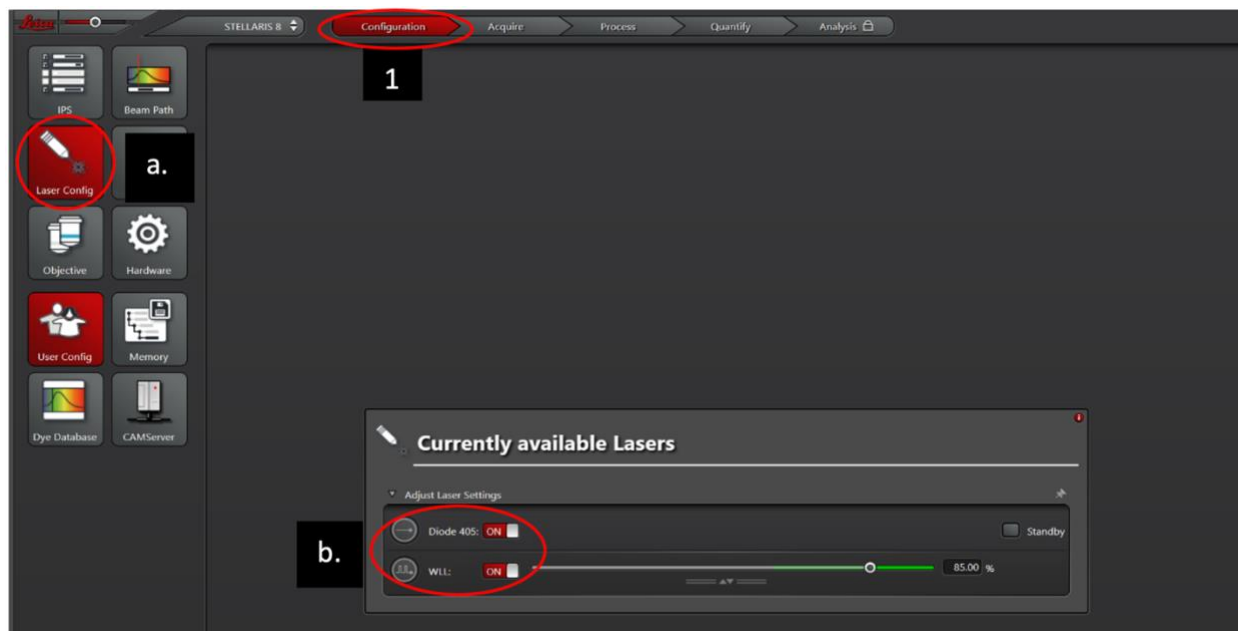 Leica
STELLARIS 8
Configuration
Acquire
Process
Quantify
Analysis
1
IPS
Beam Path
Laser Config
a.
Objective
Hardware
User Config
Memory
Dye Database
CAMServer
Currently available Lasers
Adjust Laser Settings
Diode 405: ON
Standby
b.
WLL: ON
85.00 %